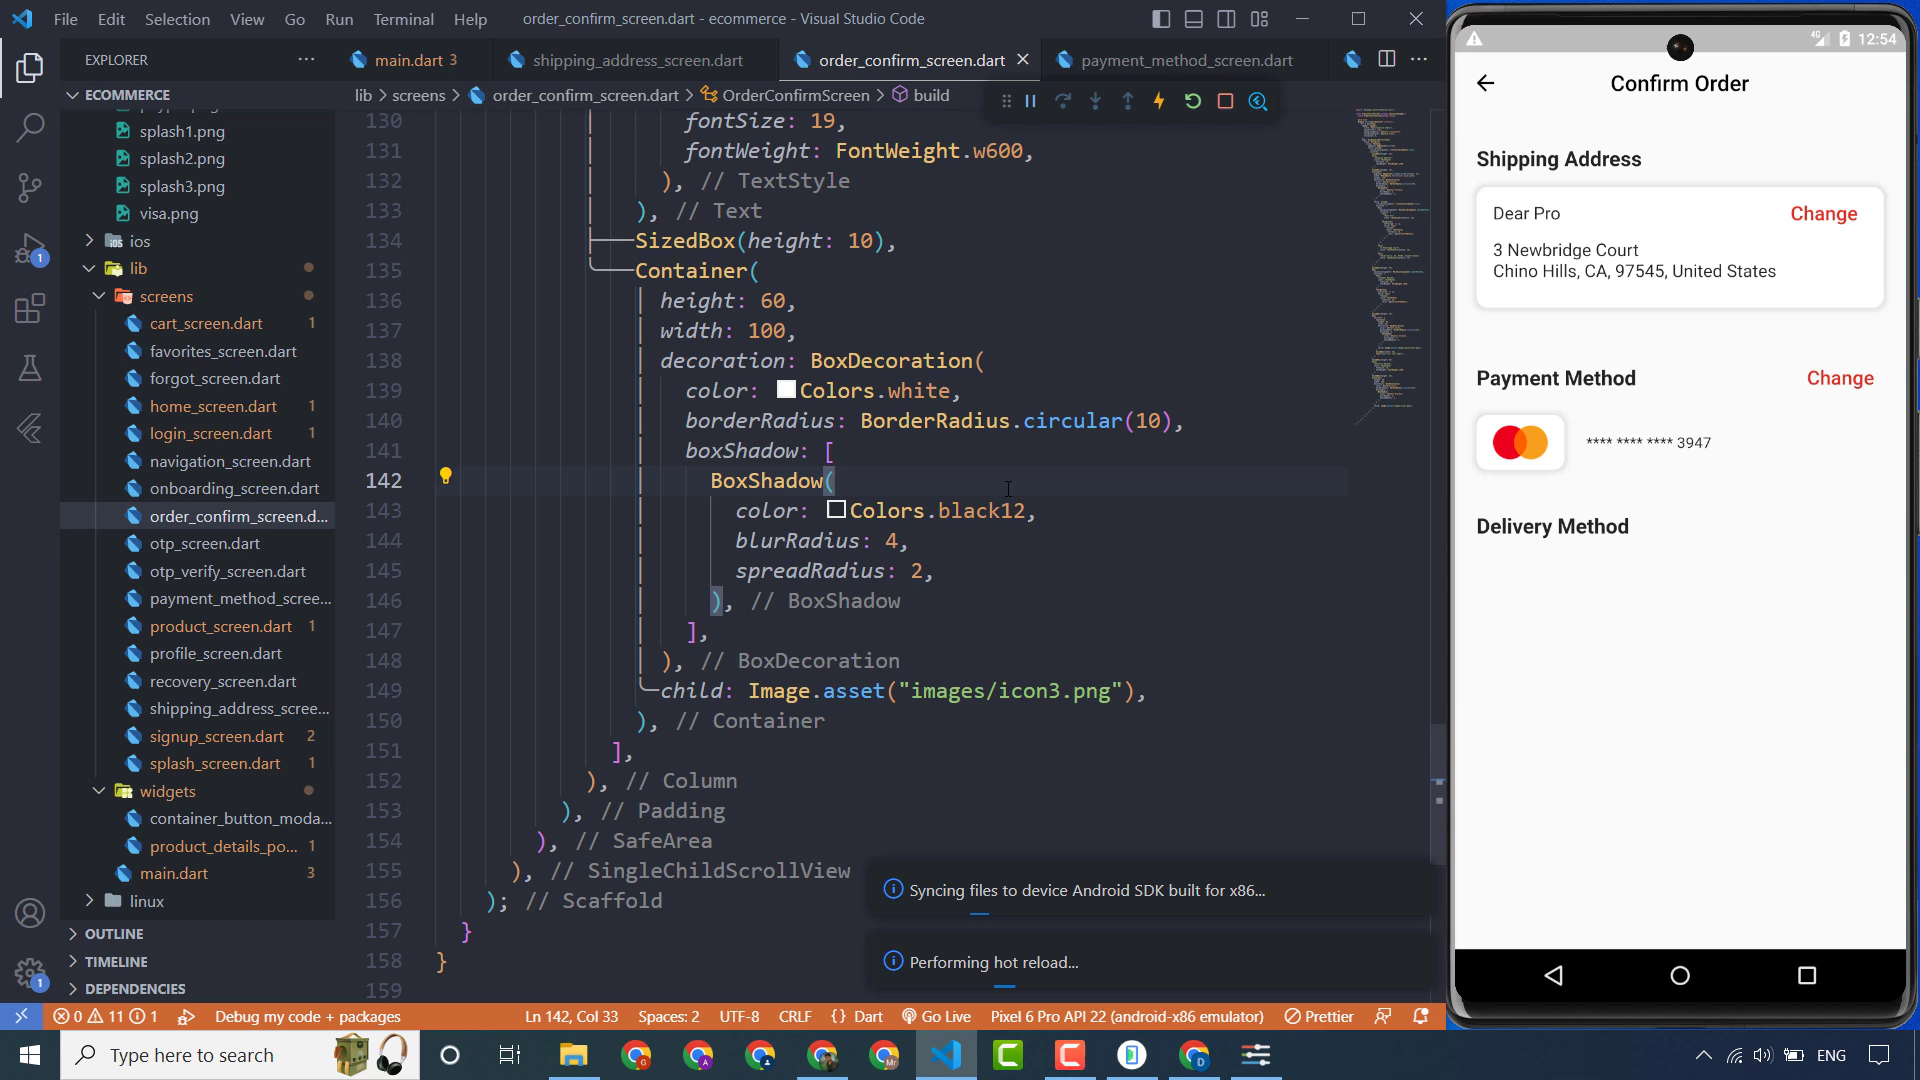 File Edit Selection View Go Run Terminal Help
order_confirm_screen.dart - ecommerce - Visual Studio Code
EXPLORER
main.dart 3
shipping_address_screen.dart
order_confirm_screen.dart
payment_method_screen.dart
ECOMMERCE
lib > screens > order_confirm_screen.dart > OrderConfirmScreen > build
splash1.png
splash2.png
splash3.png
visa.png
ios
lib
screens
cart_screen.dart 1
favorites_screen.dart
forgot_screen.dart
home_screen.dart 1
login_screen.dart 1
navigation_screen.dart
onboarding_screen.dart
order_confirm_screen.d...
otp_screen.dart
otp_verify_screen.dart
payment_method_scree...
product_screen.dart 1
profile_screen.dart
recovery_screen.dart
shipping_address_scree...
signup_screen.dart 2
splash_screen.dart 1
widgets
container_button_moda...
product_details_po... 1
main.dart 3
linux
OUTLINE
TIMELINE
DEPENDENCIES
1
1
130 fontSize: 19,
131 fontWeight: FontWeight.w600,
132 ), // TextStyle
133 ), // Text
134 SizedBox(height: 10),
135 Container(
136 height: 60,
137 width: 100,
138 decoration: BoxDecoration(
139 color: Colors.white,
140 borderRadius: BorderRadius.circular(10),
141 boxShadow: [
142 BoxShadow(
143 color: Colors.black12,
144 blurRadius: 4,
145 spreadRadius: 2,
146 ), // BoxShadow
147 ],
148 ), // BoxDecoration
149 child: Image.asset("images/icon3.png"),
150 ), // Container
151 ],
152 ), // Column
153 ), // Padding
154 ), // SafeArea
155 ), // SingleChildScrollView
156 ); // Scaffold
157 }
158 }
159
Syncing files to device Android SDK built for x86...
Performing hot reload...
0 11 1 Debug my code + packages
Ln 142, Col 33 Spaces: 2 UTF-8 CRLF {} Dart Go Live Pixel 6 Pro API 22 (android-x86 emulator) Prettier
Type here to search
ENG
4G 12:54
Confirm Order
Shipping Address
Dear Pro Change
3 Newbridge Court
Chino Hills, CA, 97545, United States
Payment Method Change
**** **** **** 3947
Delivery Method